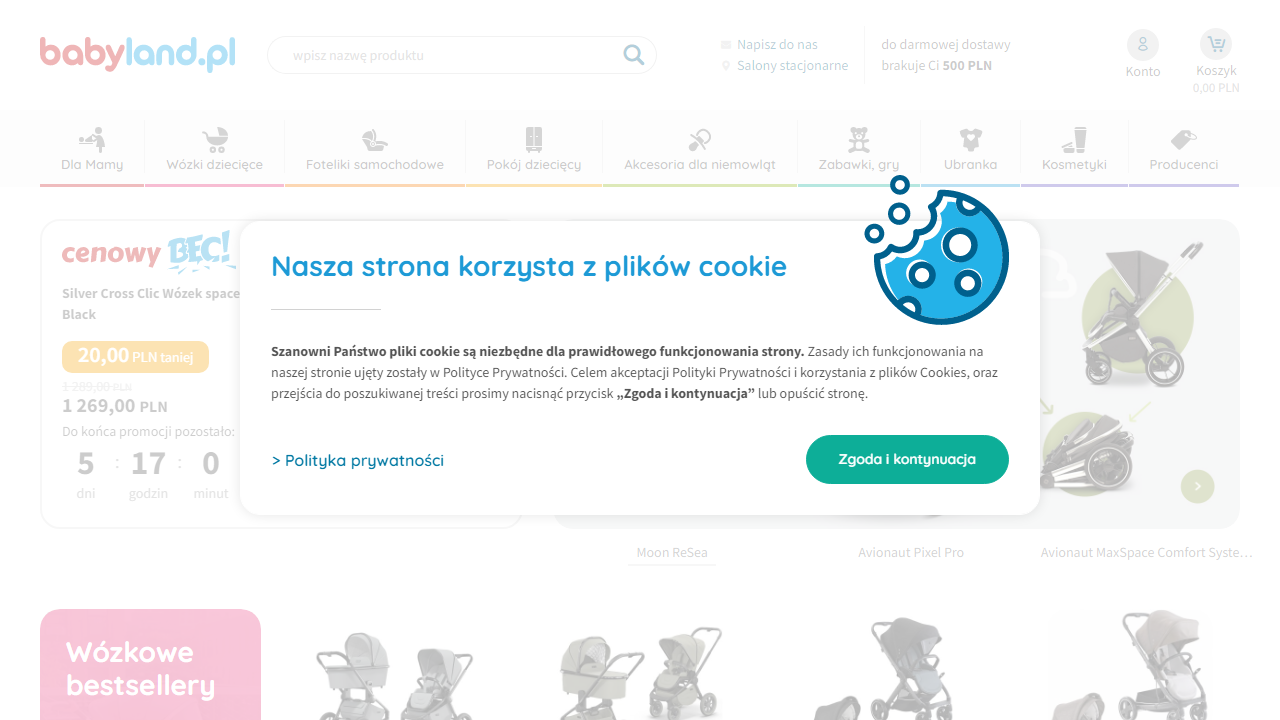 babyland.pl
wpisz nazwę produktu
Napisz do nas
Salony stacjonarne
do darmowej dostawy
brakuje Ci 500 PLN
Konto
Koszyk
0,00 PLN
Dla Mamy
Wózki dziecięce
Foteliki samochodowe
Pokój dziecięcy
Akcesoria dla niemowląt
Zabawki, gry
Ubranka
Kosmetyki
Producenci
cenowy BĘC!
Silver Cross Clic Wózek space
Black
20,00 PLN taniej
1 289,00 PLN
1 269,00 PLN
Do końca promocji pozostało:
5 : 17 : 0
dni godzin minut
Nasza strona korzysta z plików cookie
Szanowni Państwo pliki cookie są niezbędne dla prawidłowego funkcjonowania strony. Zasady ich funkcjonowania na
naszej stronie ujęty zostały w Polityce Prywatności. Celem akceptacji Polityki Prywatności i korzystania z plików Cookies, oraz
przejścia do poszukiwanej treści prosimy nacisnąć przycisk „Zgoda i kontynuacja” lub opuścić stronę.
> Polityka prywatności
Zgoda i kontynuacja
Moon ReSea
Avionaut Pixel Pro
Avionaut MaxSpace Comfort Syste...
Wózkowe
bestsellery